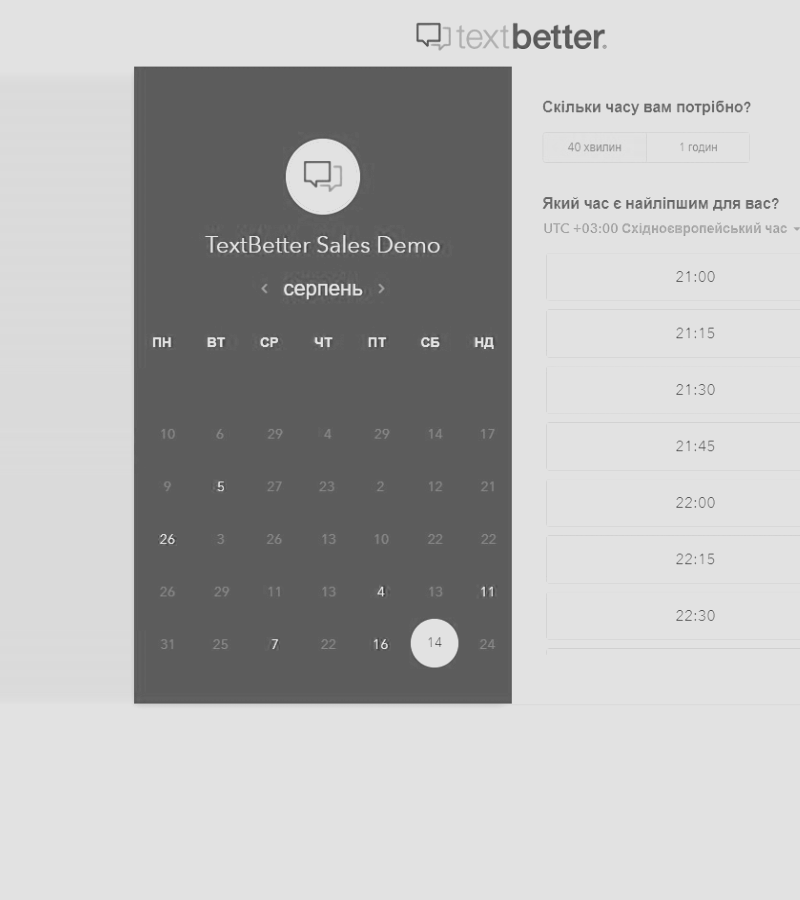 textbetter.
TextBetter Sales Demo
серпень
ПН ВТ СР ЧТ ПТ СБ НД
10 6 29 4 29 14 17
9 5 27 23 2 12 21
26 3 26 13 10 22 22
26 29 11 13 4 13 11
31 25 7 22 16 14 24
Скільки часу вам потрібно?
40 хвилин 1 годин
Який час є найліпшим для вас?
UTC +03:00 Східноєвропейський час
21:00
21:15
21:30
21:45
22:00
22:15
22:30